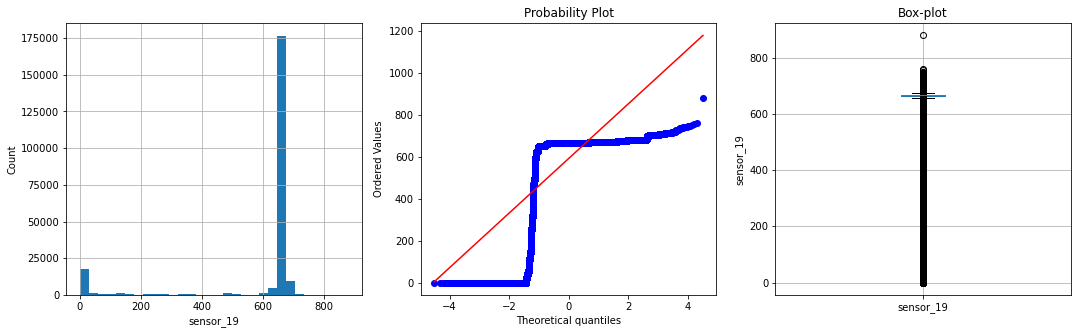 Probability Plot
Box-plot
175000
150000
125000
100000
75000
50000
25000
0
Count
0 200 400 600 800
sensor_19
1200
1000
800
600
400
200
0
Ordered Values
−4 −2 0 2 4
Theoretical quantiles
800
600
400
200
0
sensor_19
sensor_19